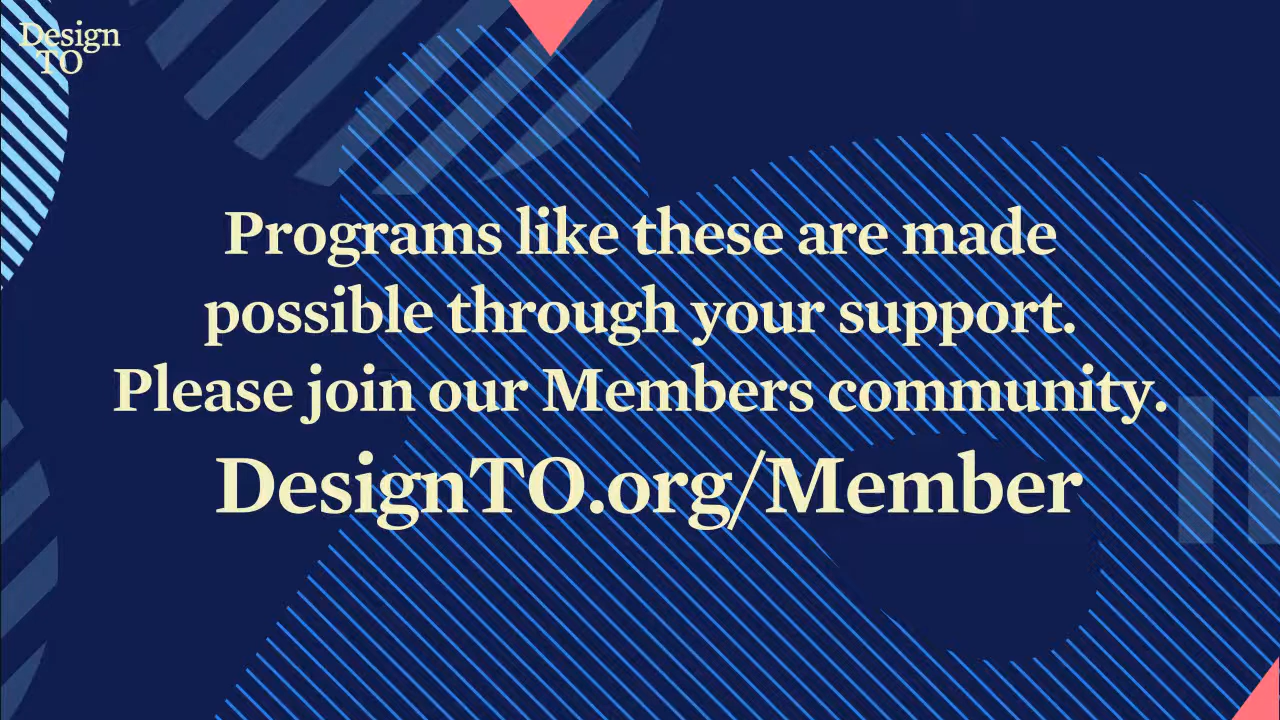 Design
TO
Programs like these are made
possible through your support.
Please join our Members community.
DesignTO.org/Member